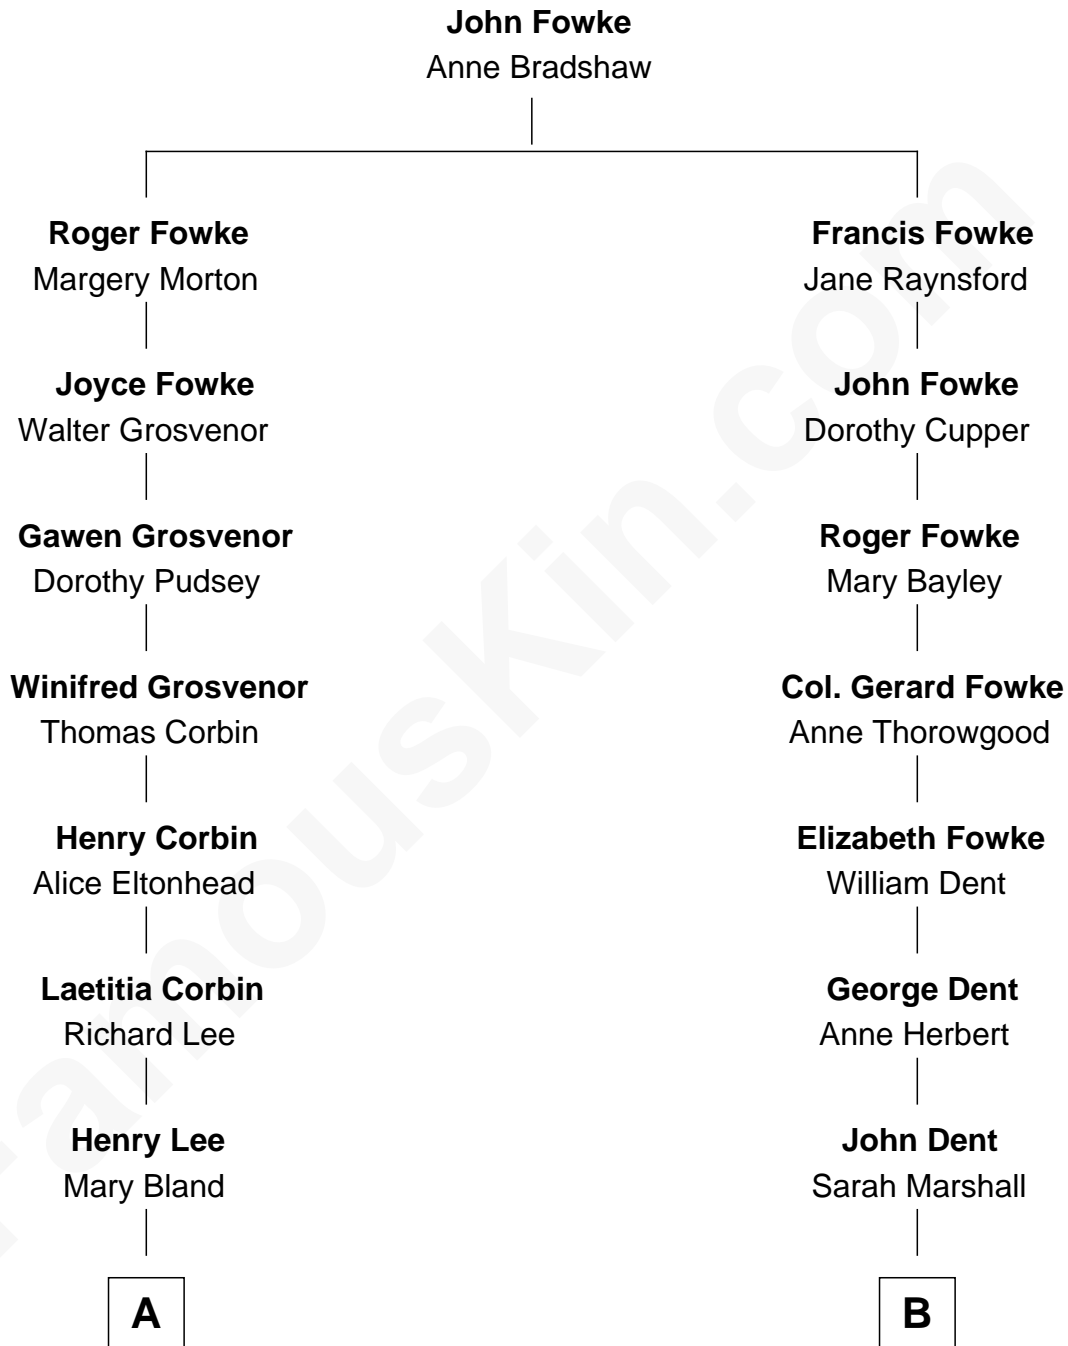 John Fowke
Anne Bradshaw
Roger Fowke
Margery Morton
Francis Fowke
Jane Raynsford
Joyce Fowke
Walter Grosvenor
John Fowke
Dorothy Cupper
Gawen Grosvenor
Dorothy Pudsey
Roger Fowke
Mary Bayley
Winifred Grosvenor
Thomas Corbin
Col. Gerard Fowke
Anne Thorowgood
Henry Corbin
Alice Eltonhead
Elizabeth Fowke
William Dent
Laetitia Corbin
Richard Lee
George Dent
Anne Herbert
Henry Lee
Mary Bland
John Dent
Sarah Marshall
A
B
FamousKin.com